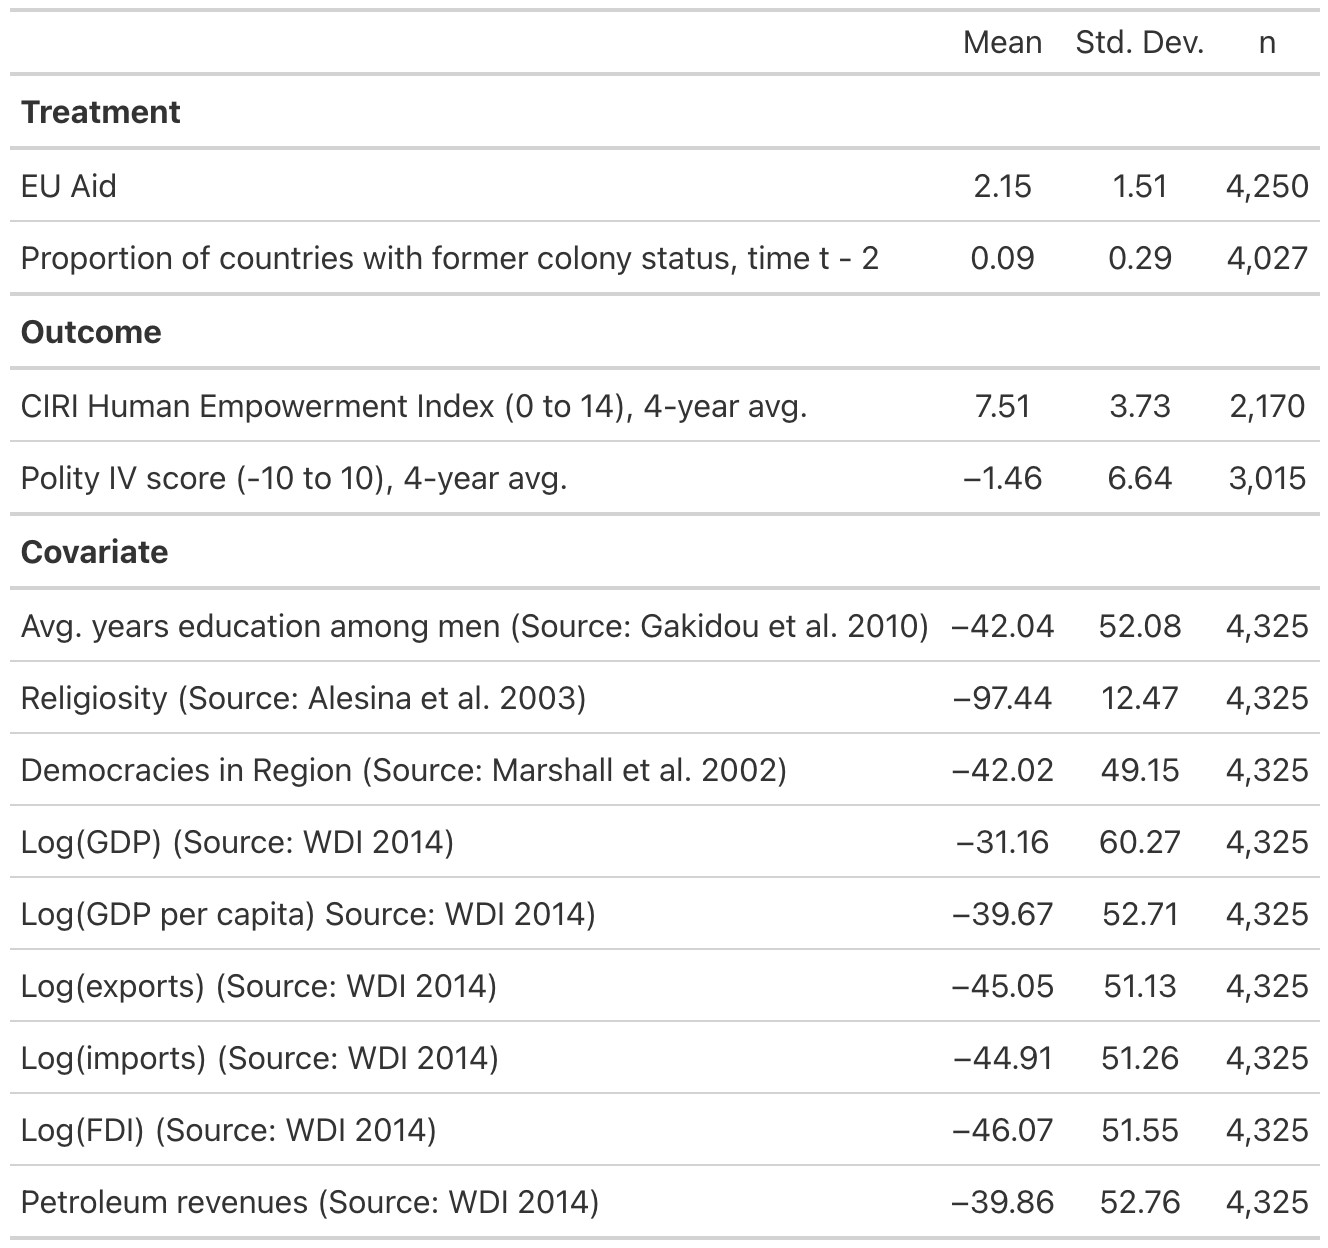 Mean Std. Dev. n
Treatment
EU Aid 2.15 1.51 4,250
Proportion of countries with former colony status, time t - 2 0.09 0.29 4,027
Outcome
CIRI Human Empowerment Index (0 to 14), 4-year avg. 7.51 3.73 2,170
Polity IV score (-10 to 10), 4-year avg. −1.46 6.64 3,015
Covariate
Avg. years education among men (Source: Gakidou et al. 2010) −42.04 52.08 4,325
Religiosity (Source: Alesina et al. 2003) −97.44 12.47 4,325
Democracies in Region (Source: Marshall et al. 2002) −42.02 49.15 4,325
Log(GDP) (Source: WDI 2014) −31.16 60.27 4,325
Log(GDP per capita) Source: WDI 2014) −39.67 52.71 4,325
Log(exports) (Source: WDI 2014) −45.05 51.13 4,325
Log(imports) (Source: WDI 2014) −44.91 51.26 4,325
Log(FDI) (Source: WDI 2014) −46.07 51.55 4,325
Petroleum revenues (Source: WDI 2014) −39.86 52.76 4,325